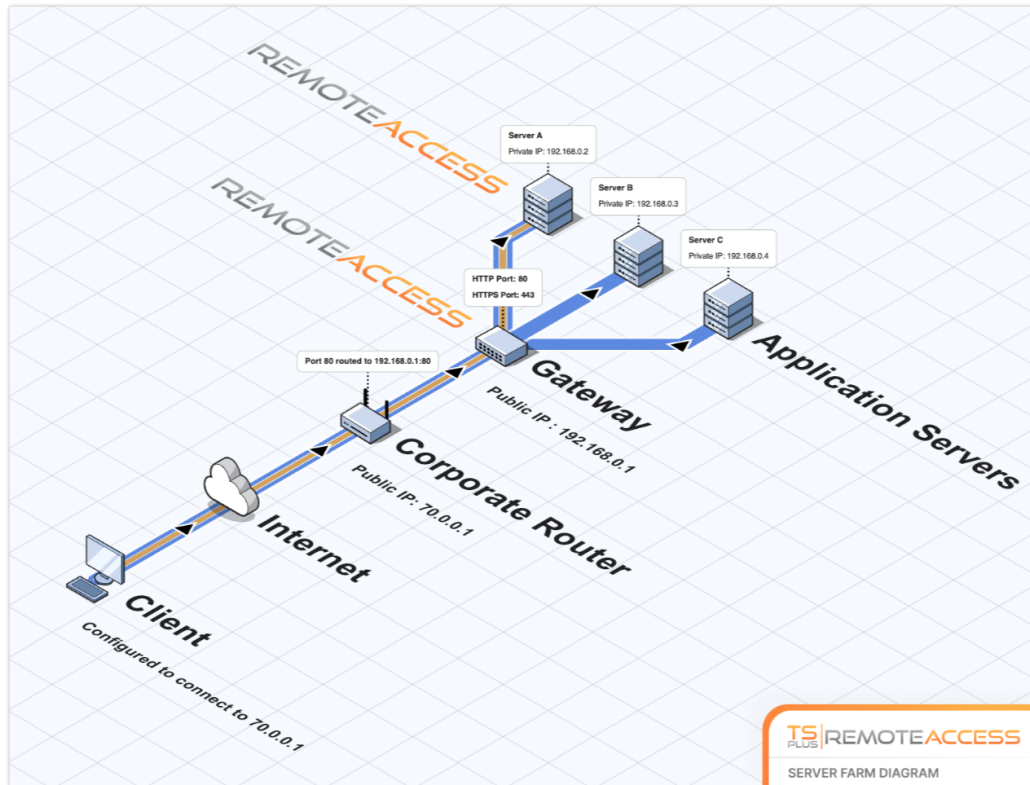 REMOTEACCESS
REMOTEACCESS
Server A
Private IP: 192.168.0.2
Server B
Private IP: 192.168.0.3
Server C
Private IP: 192.168.0.4
HTTP Port: 80
HTTPS Port: 443
Port 80 routed to 192.168.0.1:80
Application Servers
Gateway
Public IP : 192.168.0.1
Corporate Router
Public IP: 70.0.0.1
Internet
Client
Configured to connect to 70.0.0.1
TS PLUS REMOTEACCESS
SERVER FARM DIAGRAM